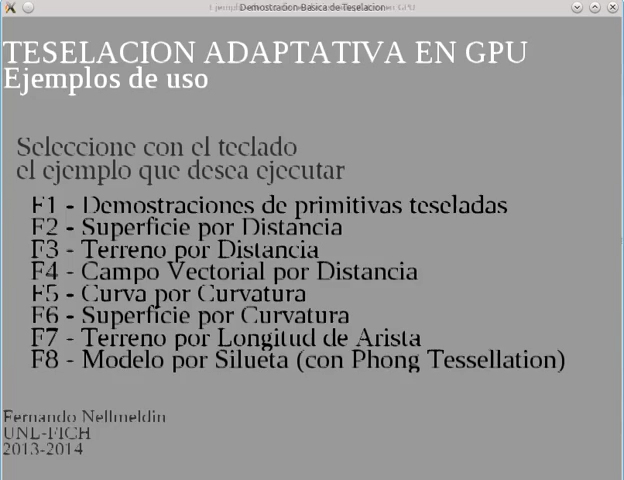 Demostracion Basica de Teselacion
TESELACION ADAPTATIVA EN GPU
Ejemplos de uso
Seleccione con el teclado
el ejemplo que desea ejecutar
F1 - Demostraciones de primitivas teseladas
F2 - Superficie por Distancia
F3 - Terreno por Distancia
F4 - Campo Vectorial por Distancia
F5 - Curva por Curvatura
F6 - Superficie por Curvatura
F7 - Terreno por Longitud de Arista
F8 - Modelo por Silueta (con Phong Tessellation)
Fernando Nellmeldin
UNL-FICH
2013-2014